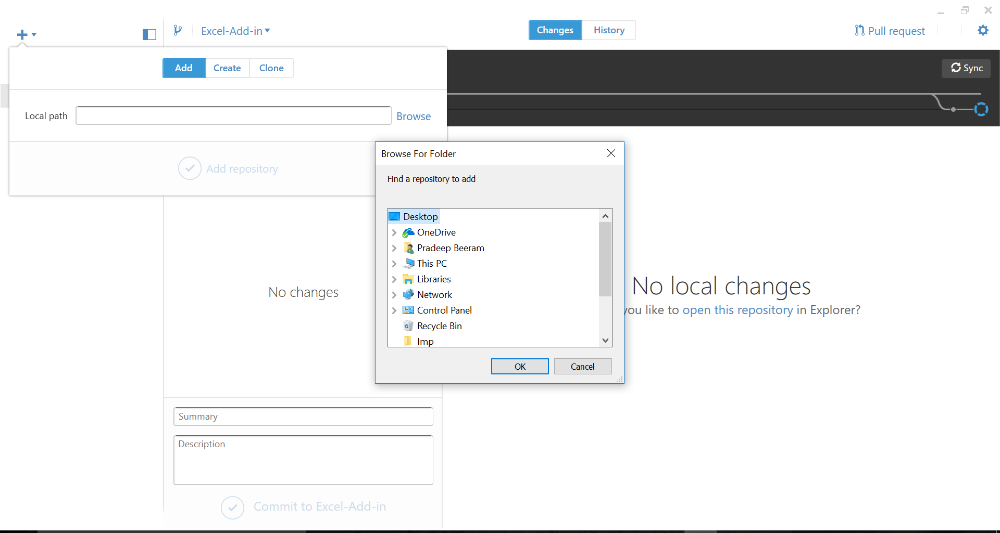 Excel-Add-in
Changes
History
Pull request
Add
Create
Clone
Sync
Local path
Browse
Add repository
Browse For Folder
Find a repository to add
Desktop
OneDrive
Pradeep Beeram
This PC
Libraries
Network
Control Panel
Recycle Bin
Imp
OK
Cancel
No changes
No local changes
you like to open this repository in Explorer?
Summary
Description
Commit to Excel-Add-in